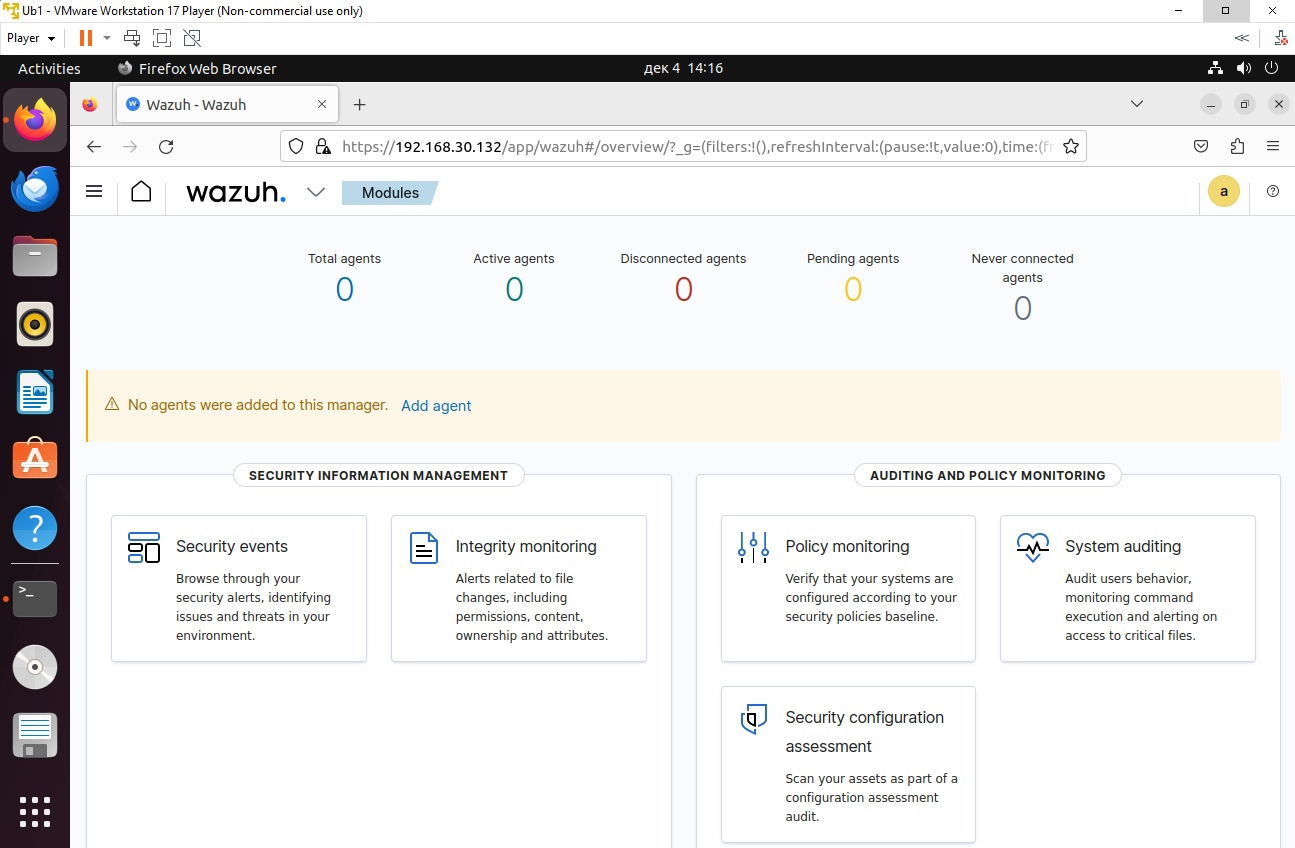 Ub1 - VMware Workstation 17 Player (Non-commercial use only)
Player
Activities
Firefox Web Browser
дек 4 14:16
Wazuh - Wazuh
https://192.168.30.132/app/wazuh#/overview/?_g=(filters:!(),refreshInterval:(pause:!t,value:0),time:(fr
wazuh.
Modules
a
Total agents
0
Active agents
0
Disconnected agents
0
Pending agents
0
Never connected
agents
0
No agents were added to this manager. Add agent
SECURITY INFORMATION MANAGEMENT
Security events
Browse through your
security alerts, identifying
issues and threats in your
environment.
Integrity monitoring
Alerts related to file
changes, including
permissions, content,
ownership and attributes.
AUDITING AND POLICY MONITORING
Policy monitoring
Verify that your systems are
configured according to your
security policies baseline.
System auditing
Audit users behavior,
monitoring command
execution and alerting on
access to critical files.
Security configuration
assessment
Scan your assets as part of a
configuration assessment
audit.